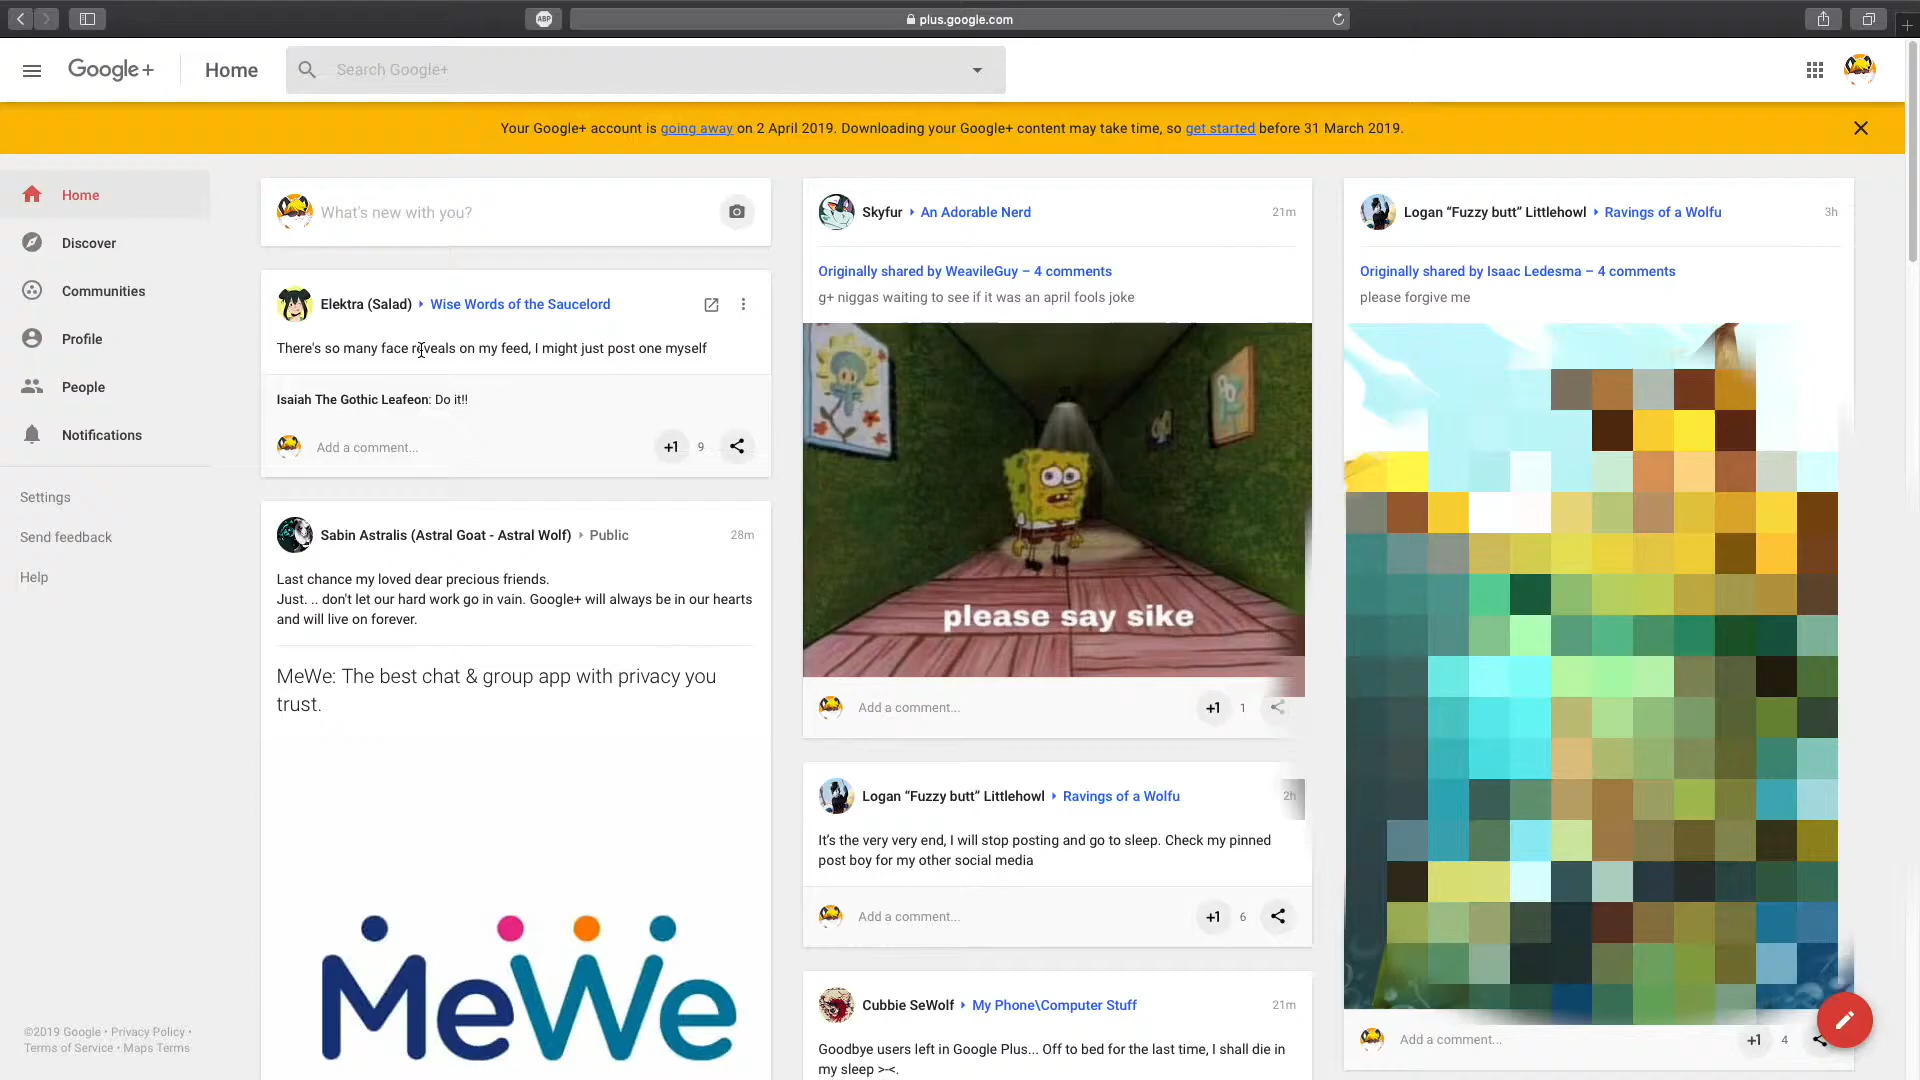 ABP
plus.google.com
Google+
Home
Search Google+
Your Google+ account is going away on 2 April 2019. Downloading your Google+ content may take time, so get started before 31 March 2019.
Home
Discover
Communities
Profile
People
Notifications
Settings
Send feedback
Help
©2019 Google • Privacy Policy •
Terms of Service • Maps Terms
What's new with you?
Elektra (Salad) Wise Words of the Saucelord
There's so many face reveals on my feed, I might just post one myself
Isaiah The Gothic Leafeon: Do it!!
Add a comment...
+1 9
Sabin Astralis (Astral Goat - Astral Wolf) Public 28m
Last chance my loved dear precious friends.
Just. .. don't let our hard work go in vain. Google+ will always be in our hearts
and will live on forever.
MeWe: The best chat & group app with privacy you
trust.
MeWe
Skyfur An Adorable Nerd 21m
Originally shared by WeavileGuy – 4 comments
g+ niggas waiting to see if it was an april fools joke
please say sike
Add a comment...
+1 1
Logan “Fuzzy butt” Littlehowl Ravings of a Wolfu 2h
It’s the very very end, I will stop posting and go to sleep. Check my pinned
post boy for my other social media
Add a comment...
+1 6
Cubbie SeWolf My Phone\Computer Stuff 21m
Goodbye users left in Google Plus... Off to bed for the last time, I shall die in
my sleep >-<.
Logan “Fuzzy butt” Littlehowl Ravings of a Wolfu 3h
Originally shared by Isaac Ledesma – 4 comments
please forgive me
Add a comment...
+1 4